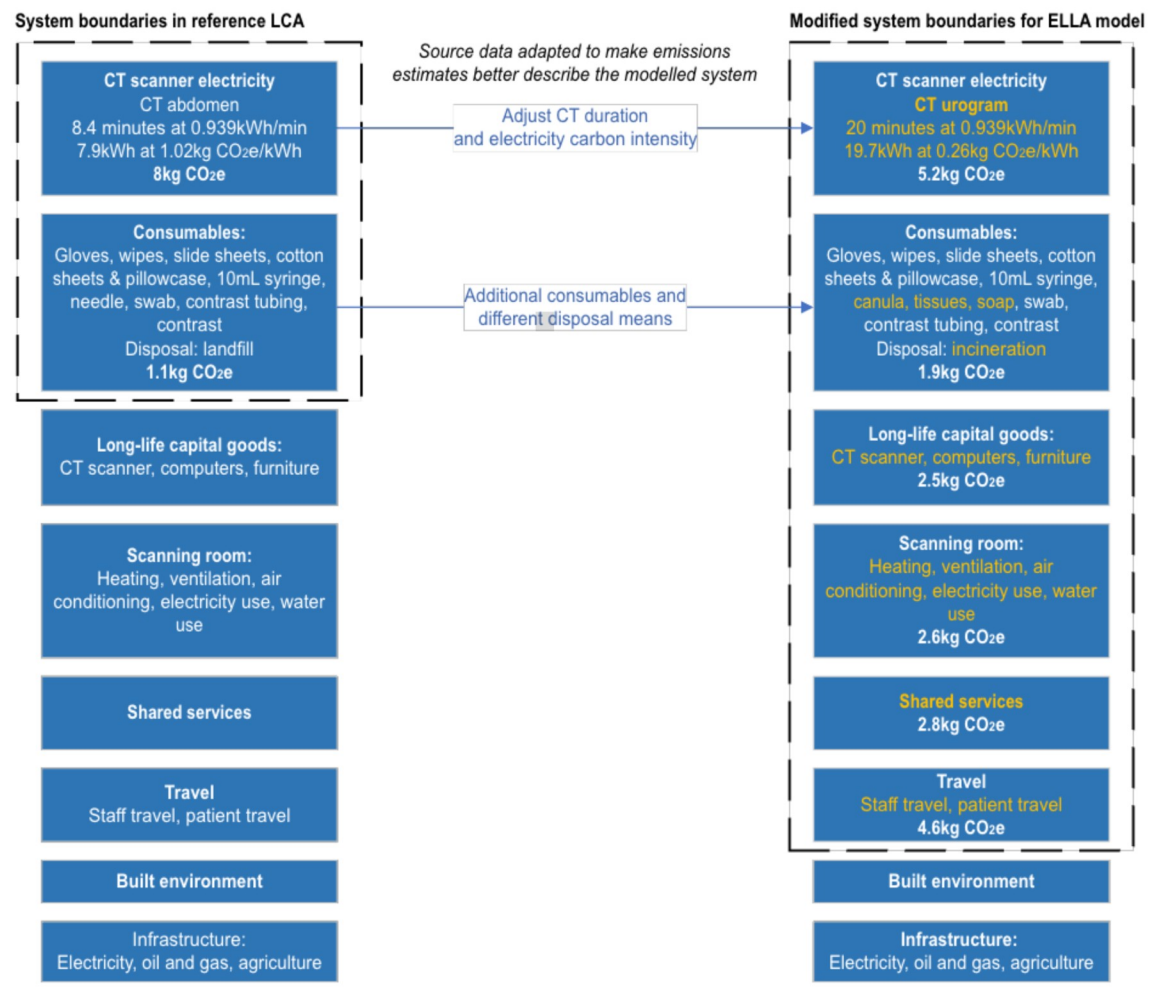 System boundaries in reference LCA
CT scanner electricity
CT abdomen
8.4 minutes at 0.939kWh/min
7.9kWh at 1.02kg CO2e/kWh
8kg CO2e
Consumables:
Gloves, wipes, slide sheets, cotton
sheets & pillowcase, 10mL syringe,
needle, swab, contrast tubing,
contrast
Disposal: landfill
1.1kg CO2e
Long-life capital goods:
CT scanner, computers, furniture
Scanning room:
Heating, ventilation, air
conditioning, electricity use, water
use
Shared services
Travel
Staff travel, patient travel
Built environment
Infrastructure:
Electricity, oil and gas, agriculture
Source data adapted to make emissions
estimates better describe the modelled system
Adjust CT duration
and electricity carbon intensity
Additional consumables and
different disposal means
Modified system boundaries for ELLA model
CT scanner electricity
CT urogram
20 minutes at 0.939kWh/min
19.7kWh at 0.26kg CO2e/kWh
5.2kg CO2e
Consumables:
Gloves, wipes, slide sheets, cotton
sheets & pillowcase, 10mL syringe,
canula, tissues, soap, swab,
contrast tubing, contrast
Disposal: incineration
1.9kg CO2e
Long-life capital goods:
CT scanner, computers, furniture
2.5kg CO2e
Scanning room:
Heating, ventilation, air
conditioning, electricity use, water
use
2.6kg CO2e
Shared services
2.8kg CO2e
Travel
Staff travel, patient travel
4.6kg CO2e
Built environment
Infrastructure:
Electricity, oil and gas, agriculture